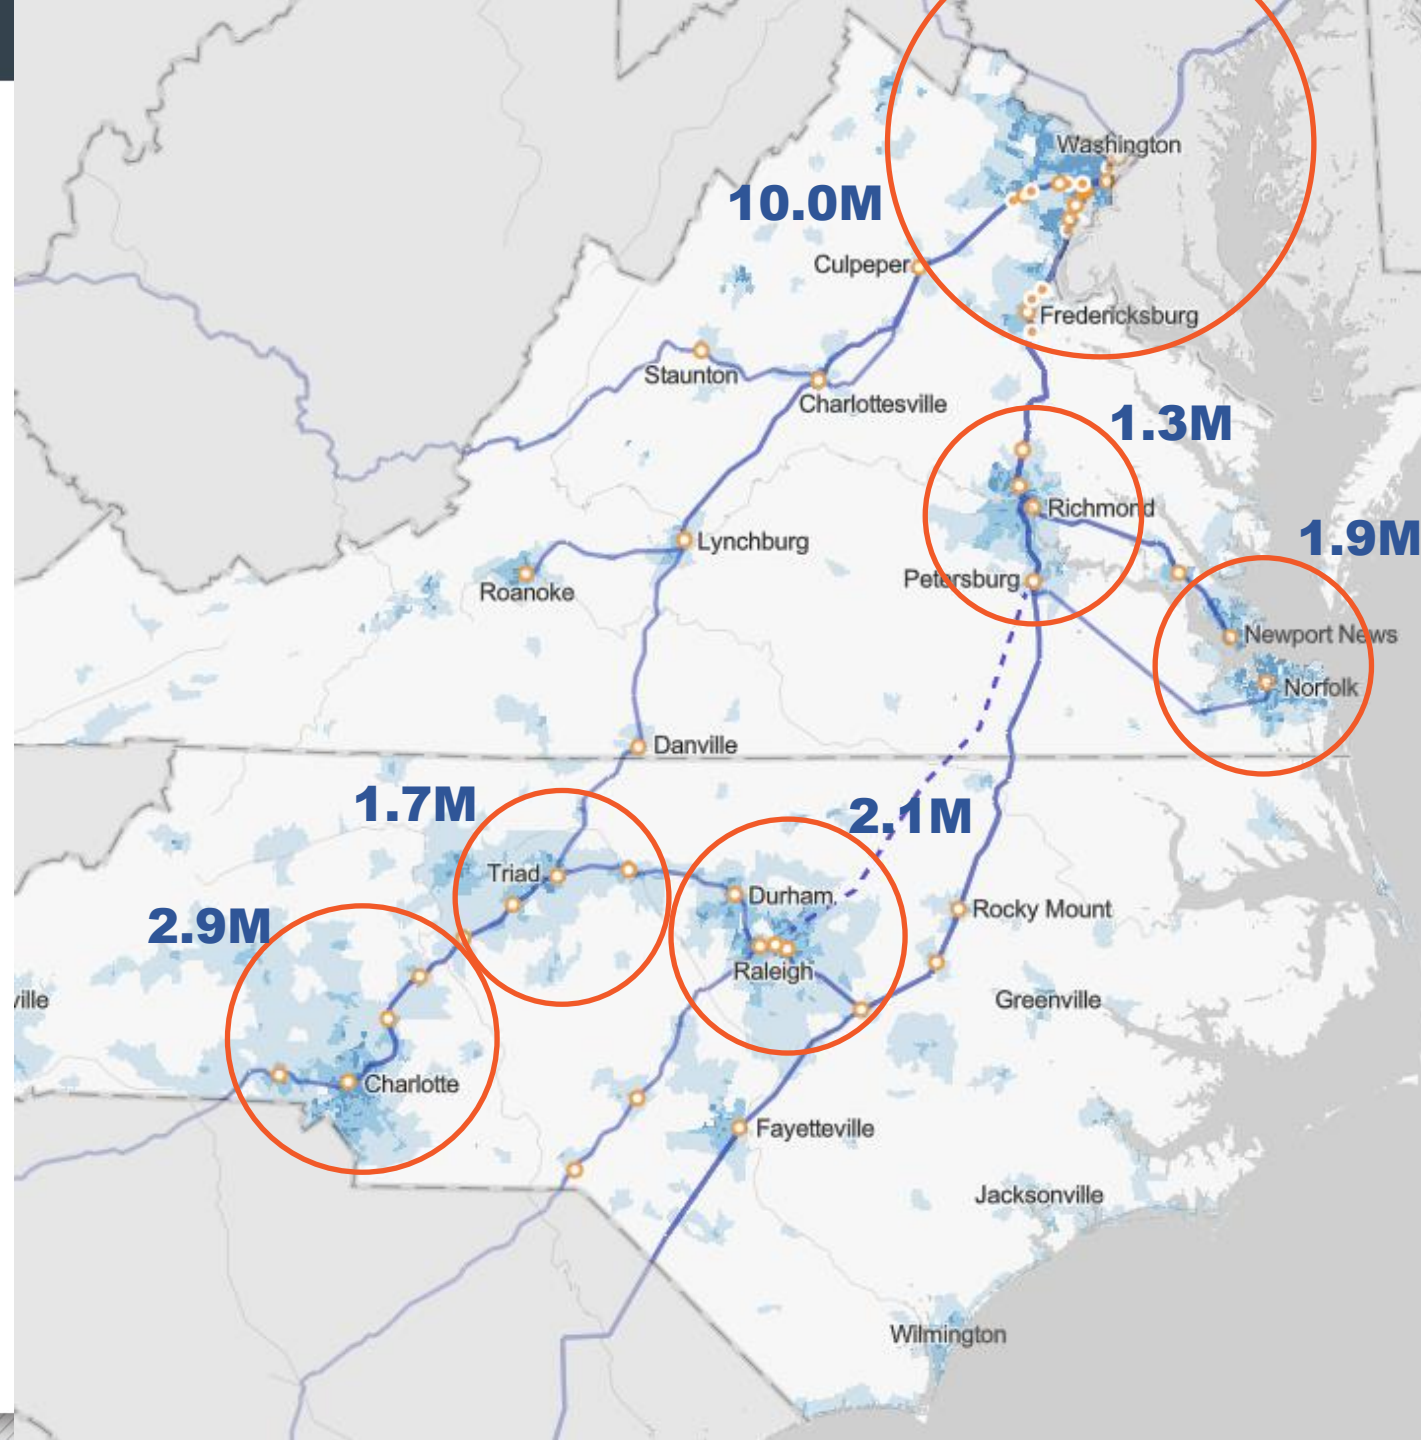 Washington
10.0M
Culpeper
Fredericksburg
Staunton
Charlottesville
1.3M
Richmond
Lynchburg
1.9M
Petersburg
Roanoke
Newport News
Norfolk
Danville
1.7M
2.1M
Triad
Durham
Rocky Mount
2.9M
Raleigh
ville
Greenville
Charlotte
Fayetteville
Jacksonville
Wilmington